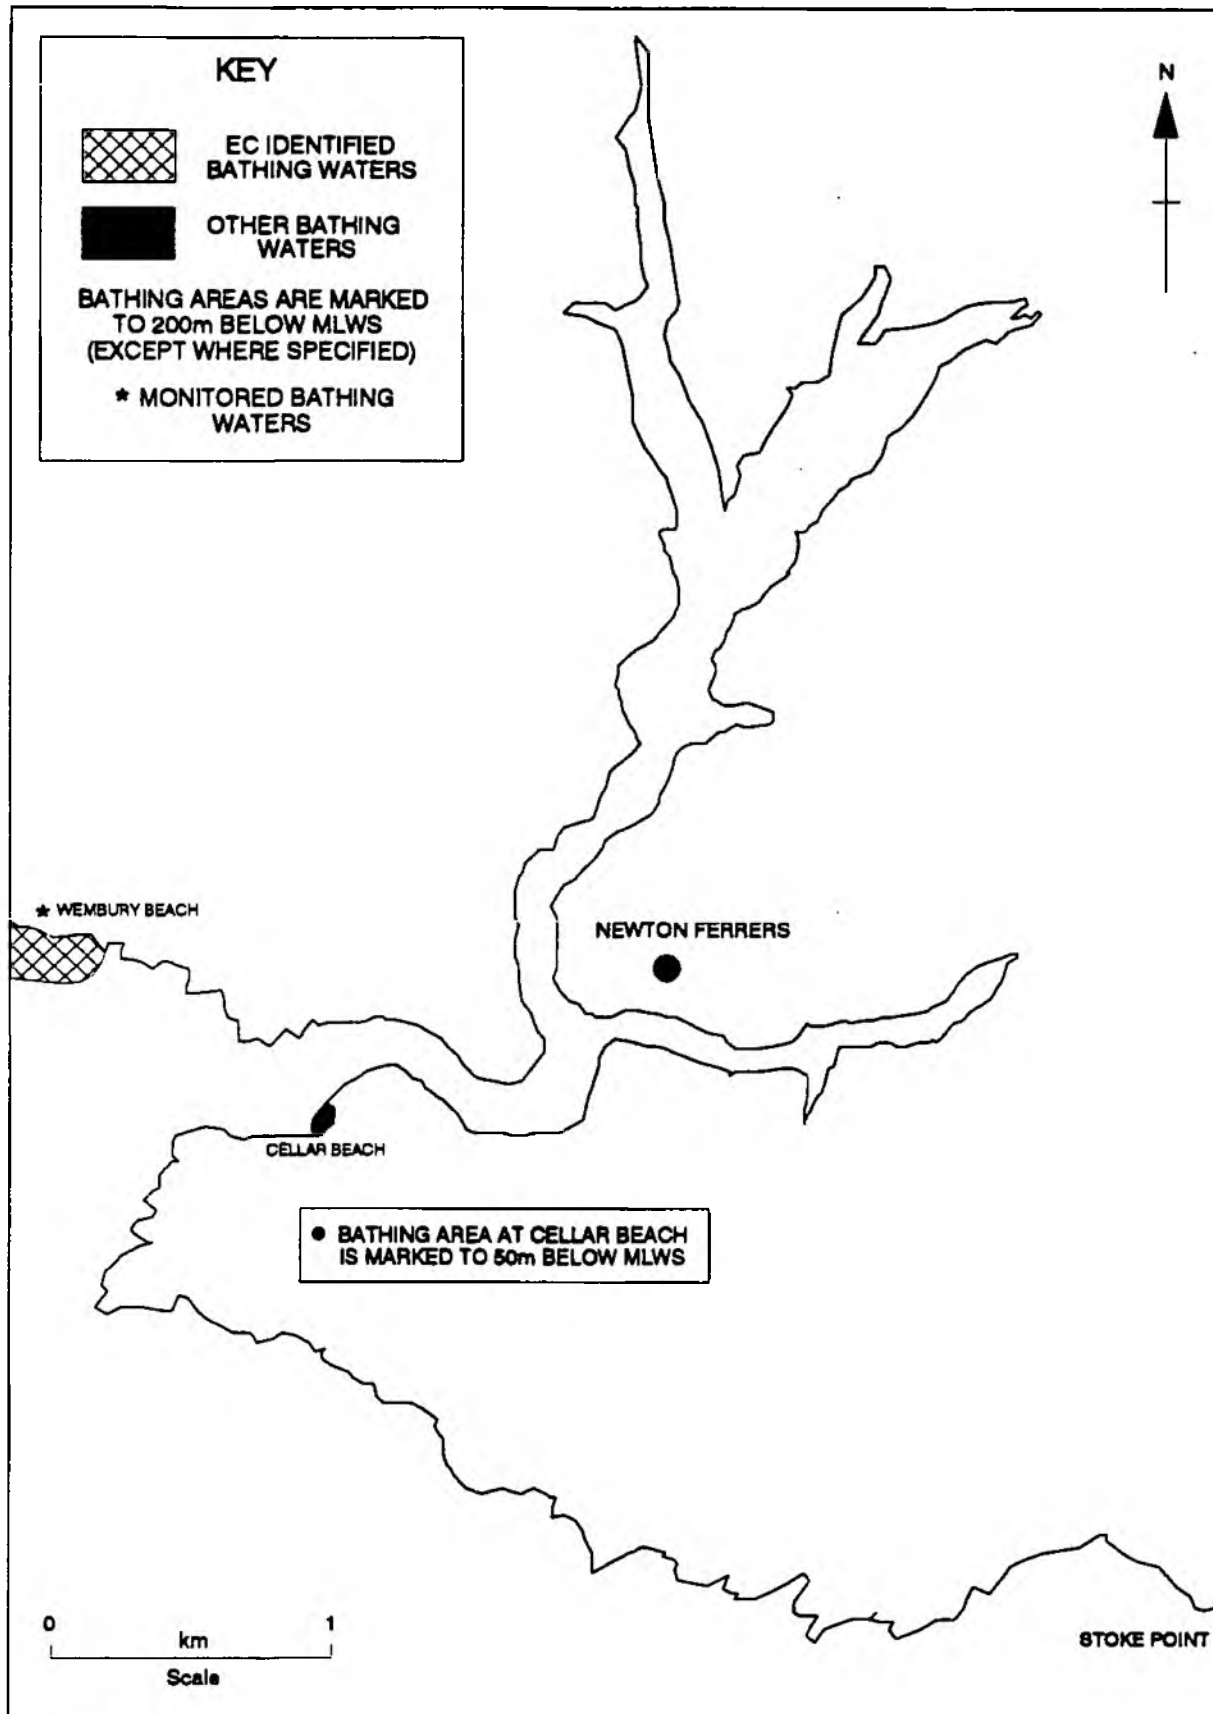 KEY
EC IDENTIFIED
BATHING WATERS
OTHER BATHING
WATERS
BATHING AREAS ARE MARKED
TO 200m BELOW MLWS
(EXCEPT WHERE SPECIFIED)
* MONITORED BATHING
WATERS
N
* WEMBURY BEACH
NEWTON FERRERS
CELLAR BEACH
● BATHING AREA AT CELLAR BEACH
IS MARKED TO 50m BELOW MLWS
0 1
km
Scale
STOKE POINT